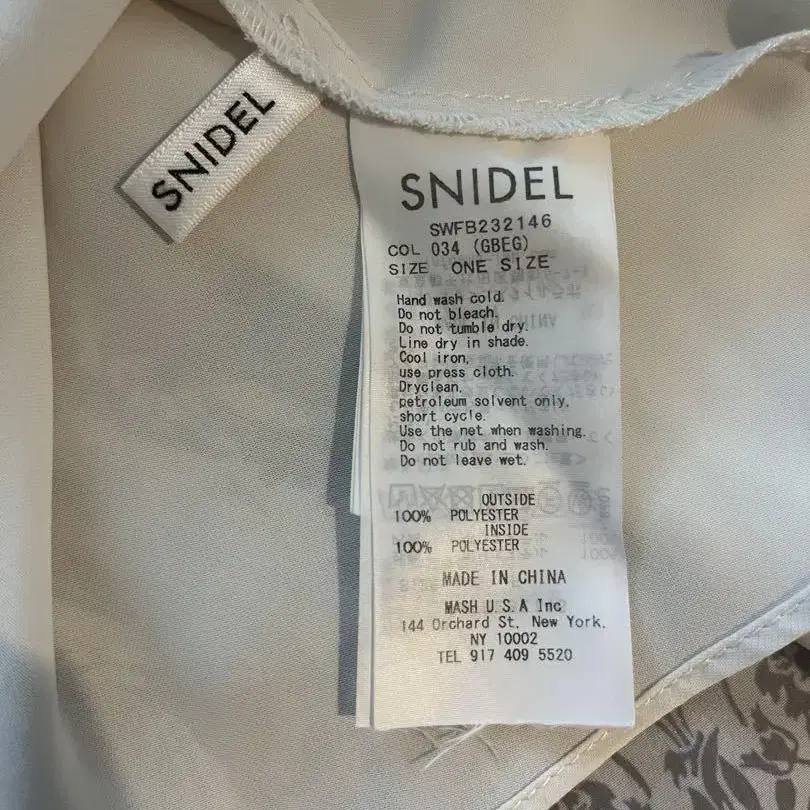 SNIDEL
SNIDEL
SWFB232146
COL 034 (GBEG)
SIZE ONE SIZE
Hand wash cold.
Do not bleach.
Do not tumble dry.
Line dry in shade.
Cool iron,
use press cloth.
Dryclean,
petroleum solvent only,
short cycle.
Use the net when washing.
Do not rub and wash.
Do not leave wet.
OUTSIDE
100% POLYESTER
INSIDE
100% POLYESTER
MADE IN CHINA
MASH U.S.A Inc
144 Orchard St. New York.
NY 10002
TEL 917 409 5520